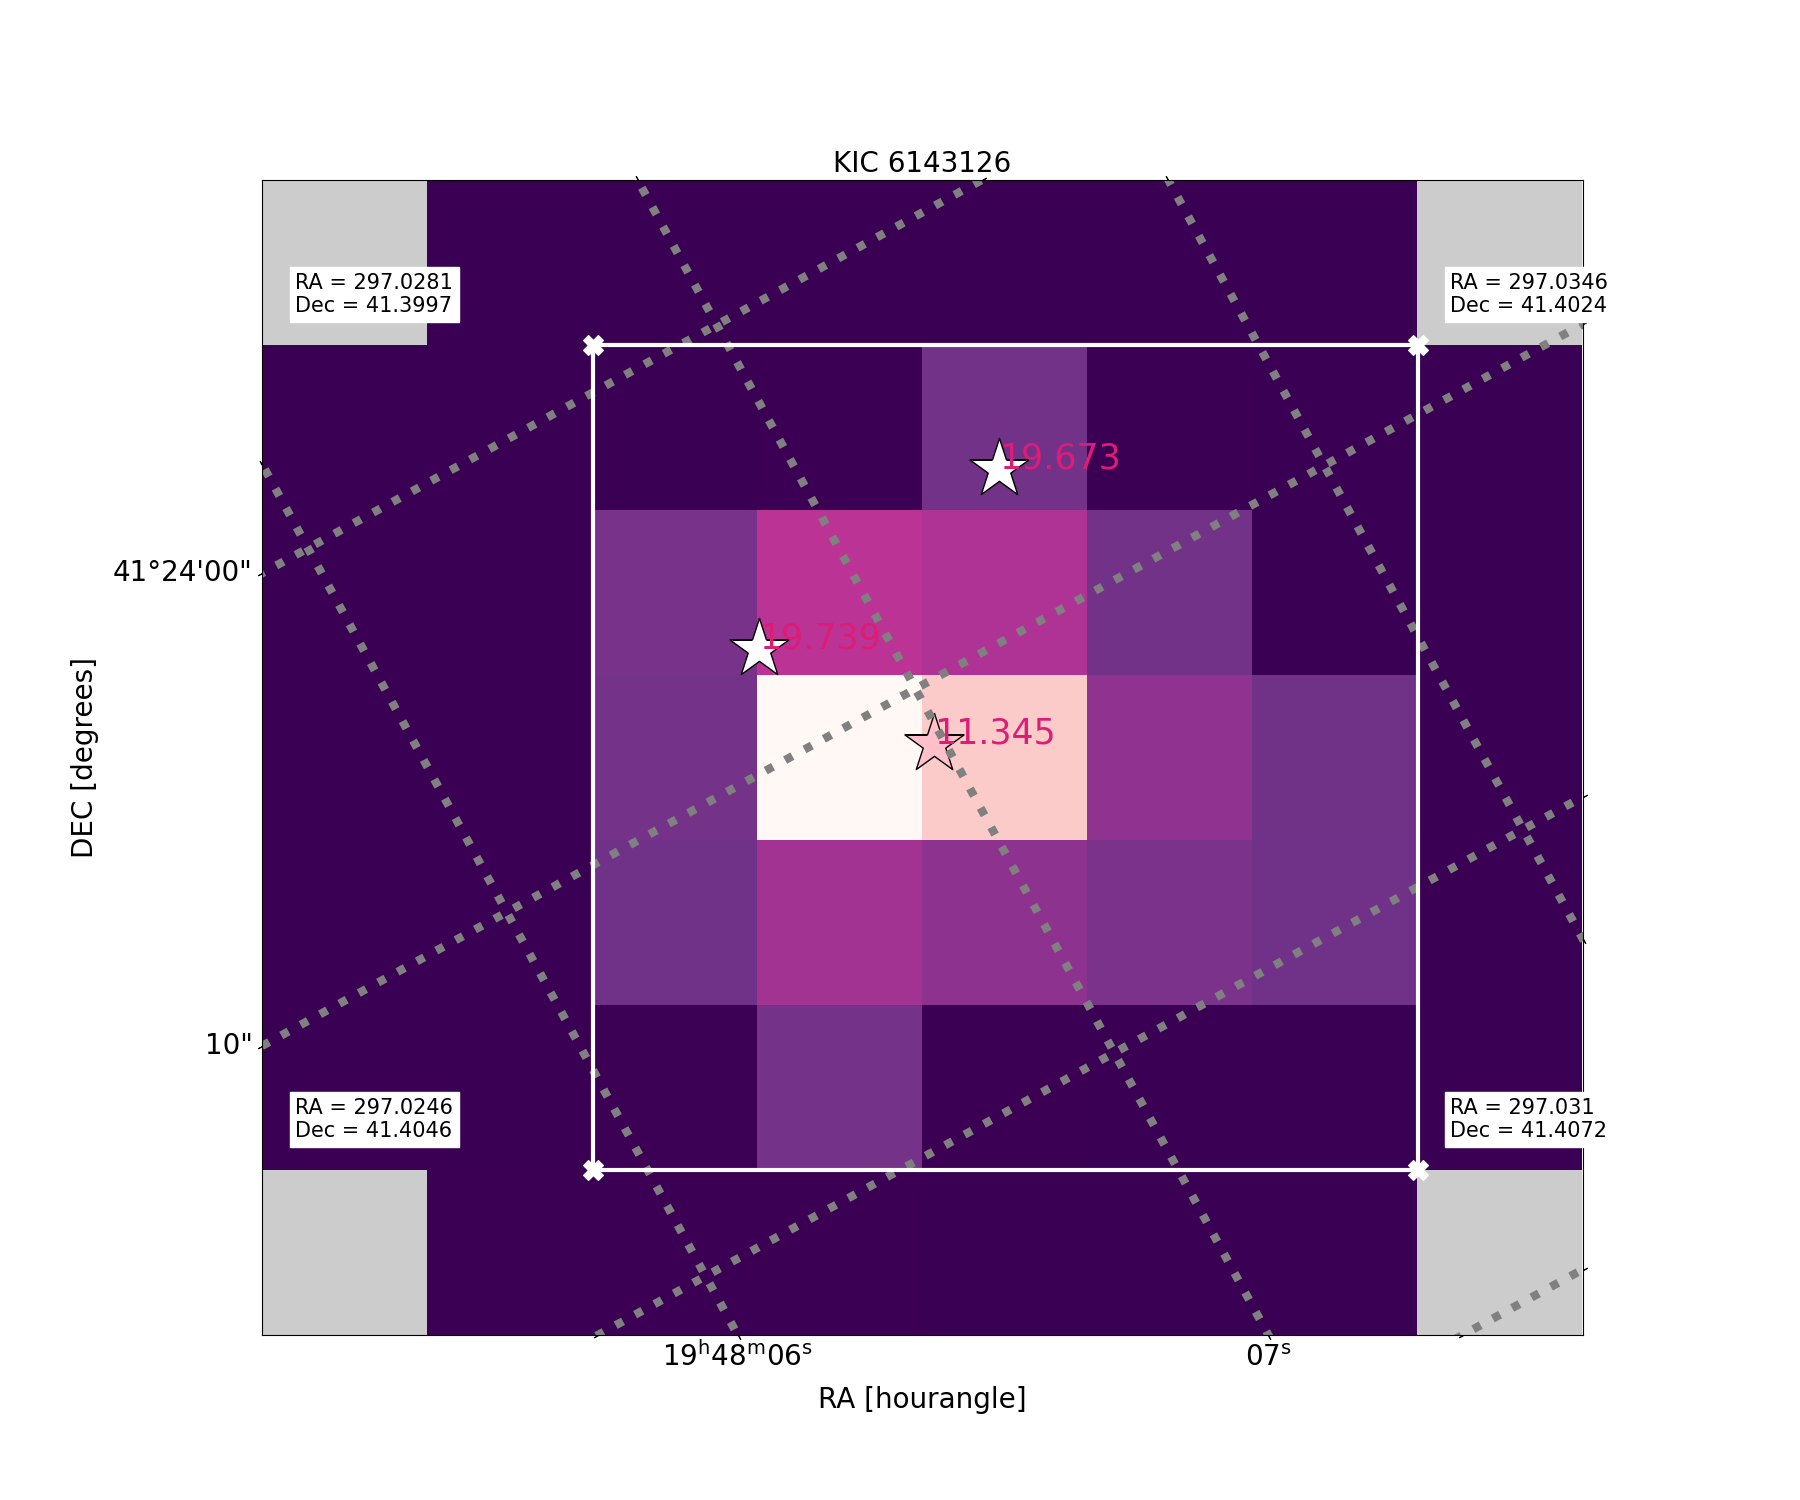 KIC 6143126
RA = 297.0281
Dec = 41.3997
RA = 297.0346
Dec = 41.4024
19.673
41°24'00"
19.739
11.345
DEC [degrees]
10"
RA = 297.0246
Dec = 41.4046
RA = 297.031
Dec = 41.4072
19h48m06s
07s
RA [hourangle]